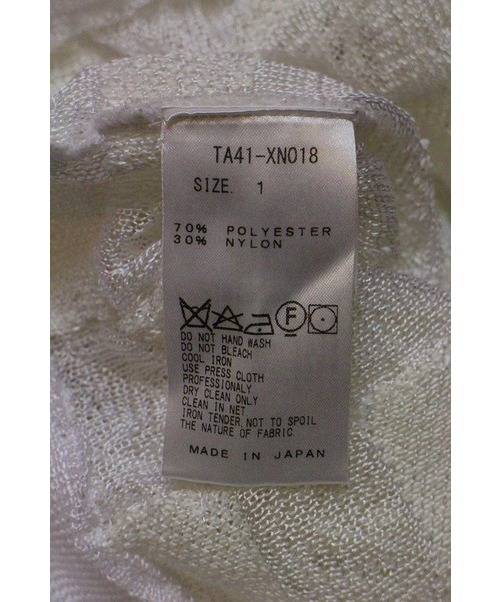 TA41-XN018
SIZE. 1
70% POLYESTER
30% NYLON
F
DO NOT HAND WASH
DO NOT BLEACH
COOL IRON
USE PRESS CLOTH
PROFESSIONALY
DRY CLEAN ONLY
CLEAN IN NET
IRON TENDER,NOT TO SPOIL
THE NATURE OF FABRIC.
MADE IN JAPAN